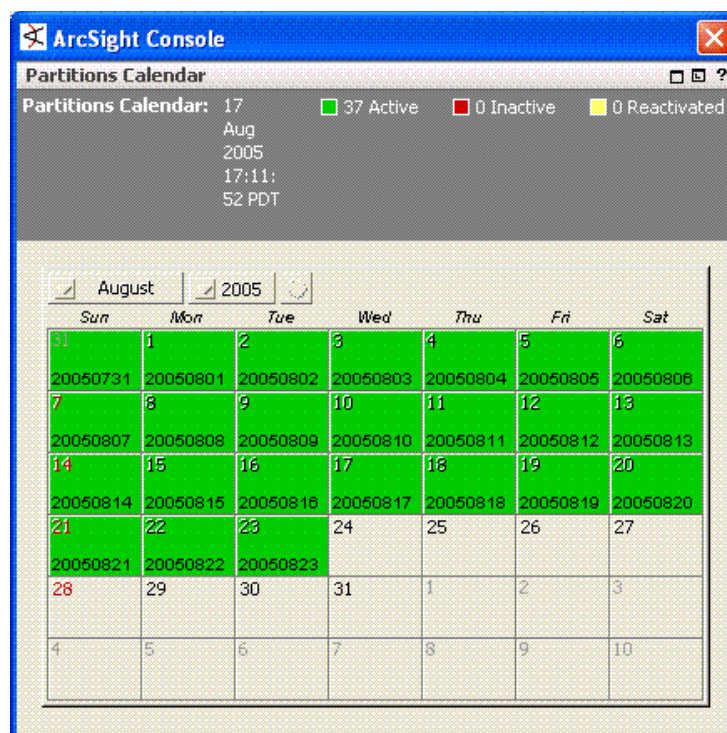 ArcSight Console
Partitions Calendar
Partitions Calendar: 17 Aug 2005 17:11:52 PDT 37 Active 0 Inactive 0 Reactivated
August 2005
Sun Mon Tue Wed Thu Fri Sat
31 1 2 3 4 5 6
20050731 20050801 20050802 20050803 20050804 20050805 20050806
7 8 9 10 11 12 13
20050807 20050808 20050809 20050810 20050811 20050812 20050813
14 15 16 17 18 19 20
20050814 20050815 20050816 20050817 20050818 20050819 20050820
21 22 23 24 25 26 27
20050821 20050822 20050823
28 29 30 31 1 2 3
4 5 6 7 8 9 10